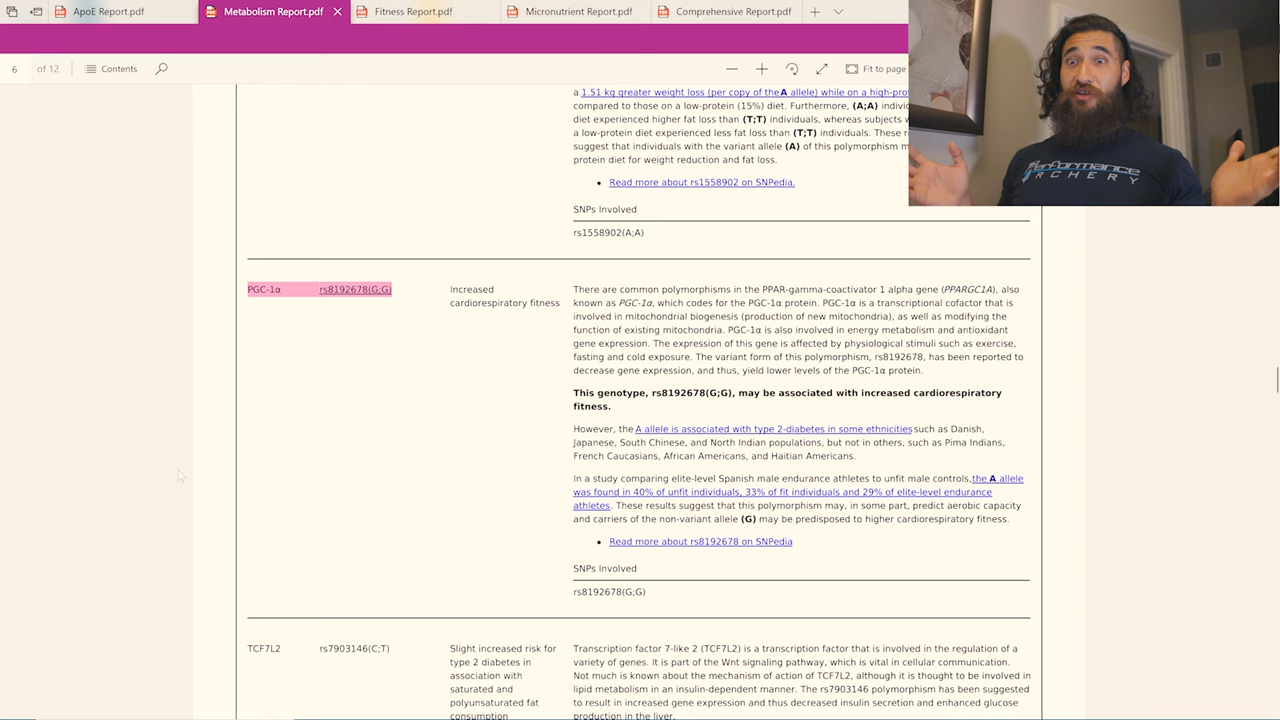 ApoE Report.pdf
Metabolism Report.pdf
Fitness Report.pdf
Micronutrient Report.pdf
Comprehensive Report.pdf
6 of 12
Contents
Fit to page
a 1.51 kg greater weight loss (per copy of the A allele) while on a high-
compared to those on a low-protein (15%) diet. Furthermore, (A;A)
diet experienced higher fat loss than (T;T) individuals, whereas subjects
a low-protein diet experienced less fat loss than (T;T) individuals. These
suggest that individuals with the variant allele (A) of this polymorphism
protein diet for weight reduction and fat loss.
• Read more about rs1558902 on SNPedia.
SNPs Involved
rs1558902(A;A)
PGC-1α
rs8192678(G;G)
Increased
cardiorespiratory fitness
There are common polymorphisms in the PPAR-gamma-coactivator 1 alpha gene (PPARGC1A), also
known as PGC-1α, which codes for the PGC-1α protein. PGC-1α is a transcriptional cofactor that is
involved in mitochondrial biogenesis (production of new mitochondria), as well as modifying the
function of existing mitochondria. PGC-1α is also involved in energy metabolism and antioxidant
gene expression. The expression of this gene is affected by physiological stimuli such as exercise,
fasting and cold exposure. The variant form of this polymorphism, rs8192678, has been reported to
decrease gene expression, and thus, yield lower levels of the PGC-1α protein.
This genotype, rs8192678(G;G), may be associated with increased cardiorespiratory
fitness.
However, the A allele is associated with type 2-diabetes in some ethnicities such as Danish,
Japanese, South Chinese, and North Indian populations, but not in others, such as Pima Indians,
French Caucasians, African Americans, and Haitian Americans.
In a study comparing elite-level Spanish male endurance athletes to unfit male controls, the A allele
was found in 40% of unfit individuals, 33% of fit individuals and 29% of elite-level endurance
athletes. These results suggest that this polymorphism may, in some part, predict aerobic capacity
and carriers of the non-variant allele (G) may be predisposed to higher cardiorespiratory fitness.
• Read more about rs8192678 on SNPedia
SNPs Involved
rs8192678(G;G)
TCF7L2
rs7903146(C;T)
Slight increased risk for
type 2 diabetes in
association with
saturated and
polyunsaturated fat
consumption
Transcription factor 7-like 2 (TCF7L2) is a transcription factor that is involved in the regulation of a
variety of genes. It is part of the Wnt signaling pathway, which is vital in cellular communication.
Not much is known about the mechanism of action of TCF7L2, although it is thought to be involved in
lipid metabolism in an insulin-dependent manner. The rs7903146 polymorphism has been suggested
to result in increased gene expression and thus decreased insulin secretion and enhanced glucose
production in the liver.
Performance
ARCHERY